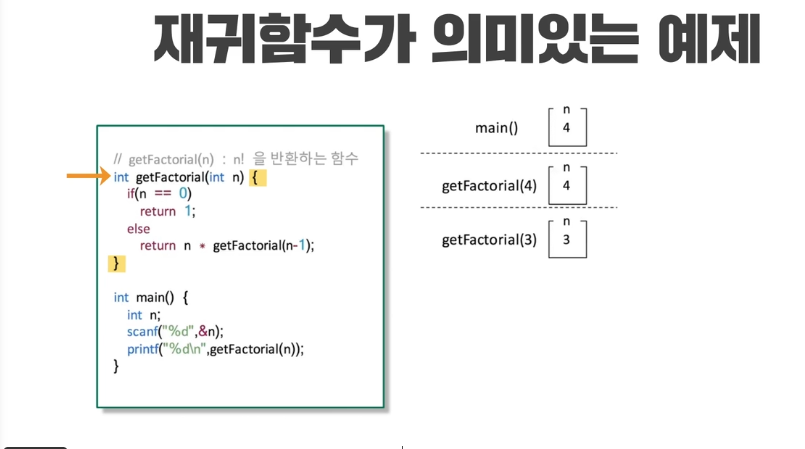 재귀함수가 의미있는 예제
// getFactorial(n) : n! 을 반환하는 함수
int getFactorial(int n) {
if(n == 0)
return 1;
else
return n * getFactorial(n-1);
}
int main() {
int n;
scanf("%d",&n);
printf("%d\n",getFactorial(n));
}
n
main() 4
n
getFactorial(4) 4
n
getFactorial(3) 3